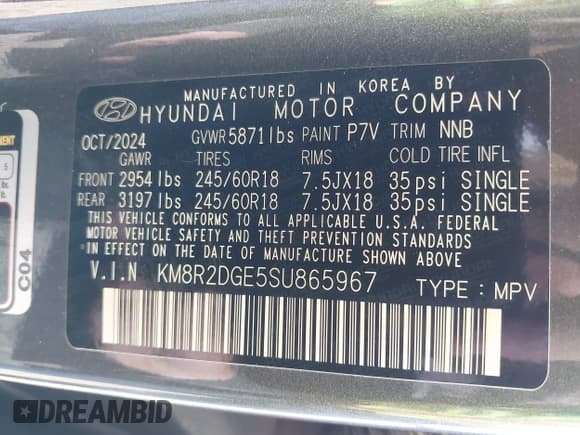 MANUFACTURED IN KOREA BY
HYUNDAI MOTOR COMPANY
OCT/2024 GVWR 5871lbs PAINT P7V TRIM NNB
GAWR TIRES RIMS COLD TIRE INFL
FRONT 2954 lbs 245/60R18 7.5JX18 35psi SINGLE
REAR 3197 lbs 245/60R18 7.5JX18 35psi SINGLE
THIS VEHICLE CONFORMS TO ALL APPLICABLE U.S.A. FEDERAL
MOTOR VEHICLE SAFETY AND THEFT PREVENTION STANDARDS
IN EFFECT ON THE DATE OF MANUFACTURE SHOWN ABOVE
V.I.N KM8R2DGE5SU865967 TYPE : MPV
C04
5
DREAMBID